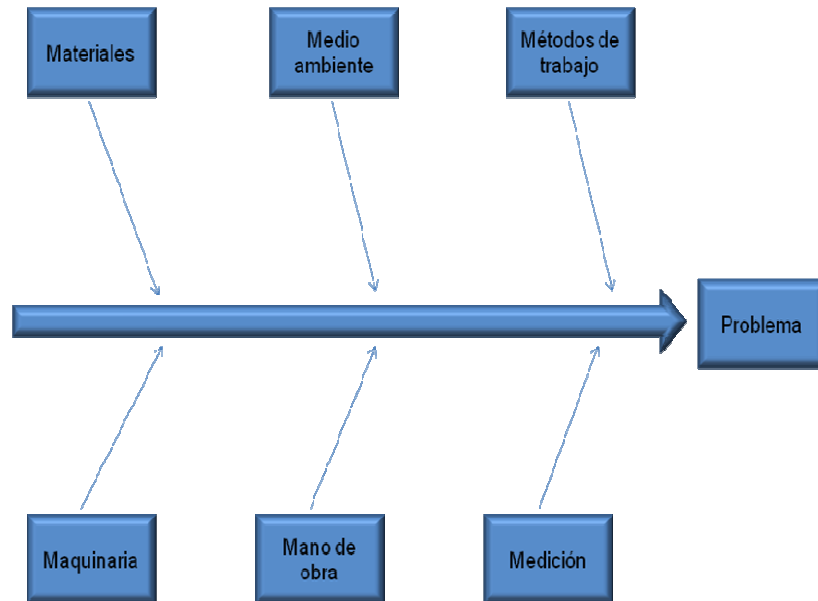 Materiales
Medio
ambiente
Métodos de
trabajo
Problema
Maquinaria
Mano de
obra
Medición